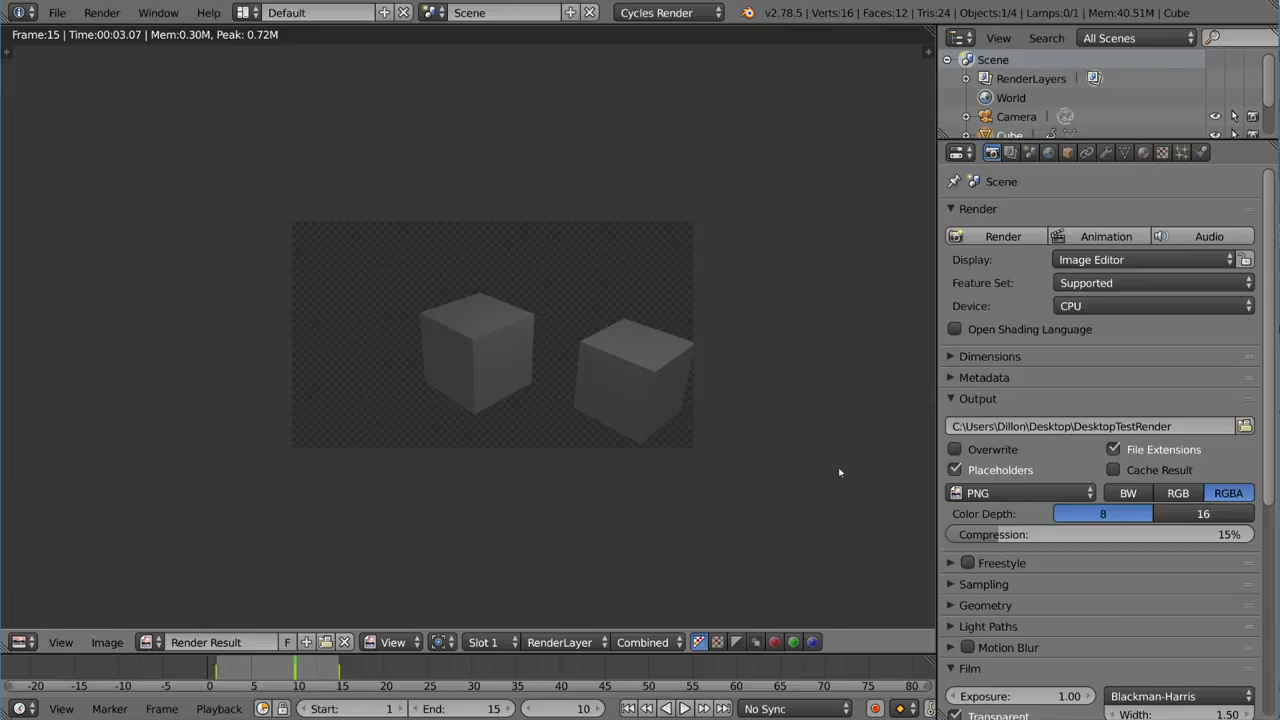 File Render Window Help Default Scene Cycles Render v2.78.5 | Verts:16 | Faces:12 | Tris:24 | Objects:1/4 | Lamps:0/1 | Mem:40.51M | Cube
Frame:15 | Time:00:03.07 | Mem:0.30M, Peak: 0.72M
View Search All Scenes
Scene
RenderLayers
World
Camera
Cube
Scene
Render
Render Animation Audio
Display: Image Editor
Feature Set: Supported
Device: CPU
Open Shading Language
Dimensions
Metadata
Output
C:\Users\Dillon\Desktop\DesktopTestRender
Overwrite File Extensions
Placeholders Cache Result
PNG BW RGB RGBA
Color Depth: 8 16
Compression: 15%
Freestyle
Sampling
Geometry
Light Paths
Motion Blur
Film
Exposure: 1.00 Blackman-Harris
Transparent Width: 1.50
View Image Render Result F View Slot 1 RenderLayer Combined
-20 -15 -10 -5 0 5 10 15 20 25 30 35 40 45 50 55 60 65 70 75 80
View Marker Frame Playback Start: 1 End: 15 10 No Sync